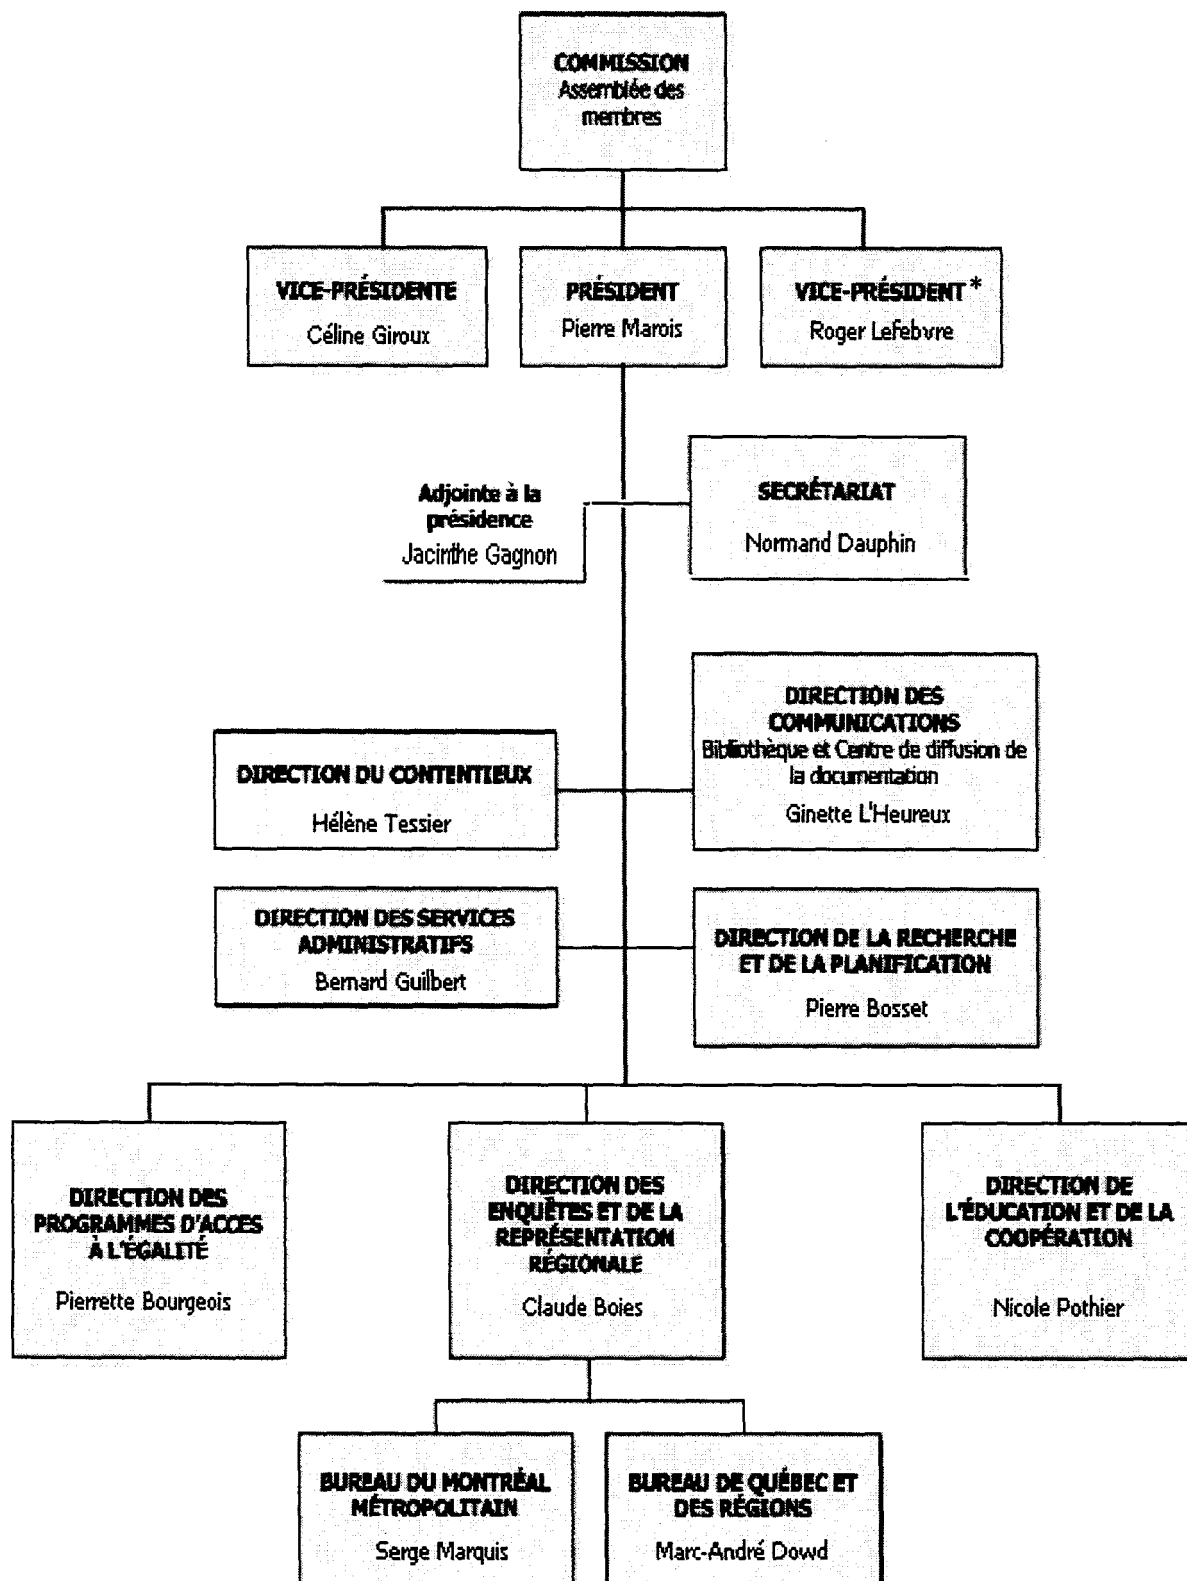 COMMISSION
Assemblée des
membres
VICE-PRÉSIDENTE
Céline Giroux
PRÉSIDENT
Pierre Marois
VICE-PRÉSIDENT *
Roger Lefebvre
Adjointe à la
présidence
Jacinthe Gagnon
SECRÉTARIAT
Normand Dauphin
DIRECTION DES
COMMUNICATIONS
Bibliothèque et Centre de diffusion de
la documentation
Ginette L'Heureux
DIRECTION DU CONTENTIEUX
Hélène Tessier
DIRECTION DES SERVICES
ADMINISTRATIFS
Bernard Guilbert
DIRECTION DE LA RECHERCHE
ET DE LA PLANIFICATION
Pierre Bosset
DIRECTION DES
PROGRAMMES D'ACCES
À L'ÉGALITÉ
Pierrette Bourgeois
DIRECTION DES
ENQUÊTES ET DE LA
REPRÉSENTATION
RÉGIONALE
Claude Boies
DIRECTION DE
L'ÉDUCATION ET DE LA
COOPÉRATION
Nicole Pothier
BUREAU DU MONTRÉAL
MÉTROPOLITAIN
Serge Marquis
BUREAU DE QUÉBEC ET
DES RÉGIONS
Marc-André Dowd